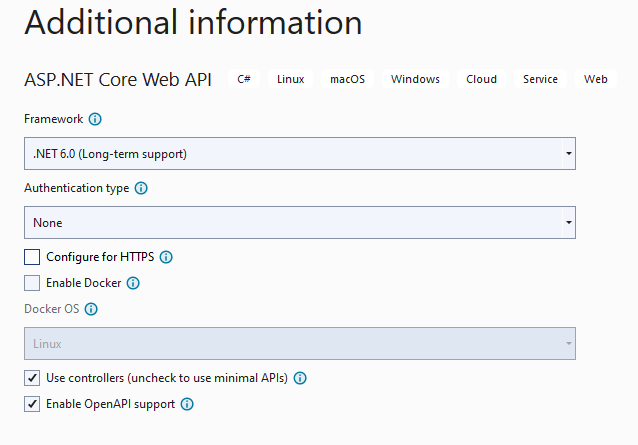 Additional information
ASP.NET Core Web API C# Linux macOS Windows Cloud Service Web
Framework
.NET 6.0 (Long-term support)
Authentication type
None
Configure for HTTPS
Enable Docker
Docker OS
Linux
Use controllers (uncheck to use minimal APIs)
Enable OpenAPI support